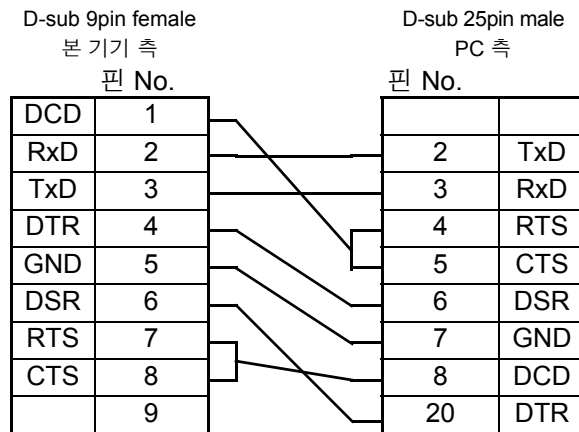 D-sub 9pin female D-sub 25pin male
본 기기 측 PC 측
핀 No. 핀 No.
DCD 1
RxD 2 2 TxD
TxD 3 3 RxD
DTR 4 4 RTS
GND 5 5 CTS
DSR 6 6 DSR
RTS 7 7 GND
CTS 8 8 DCD
9 20 DTR